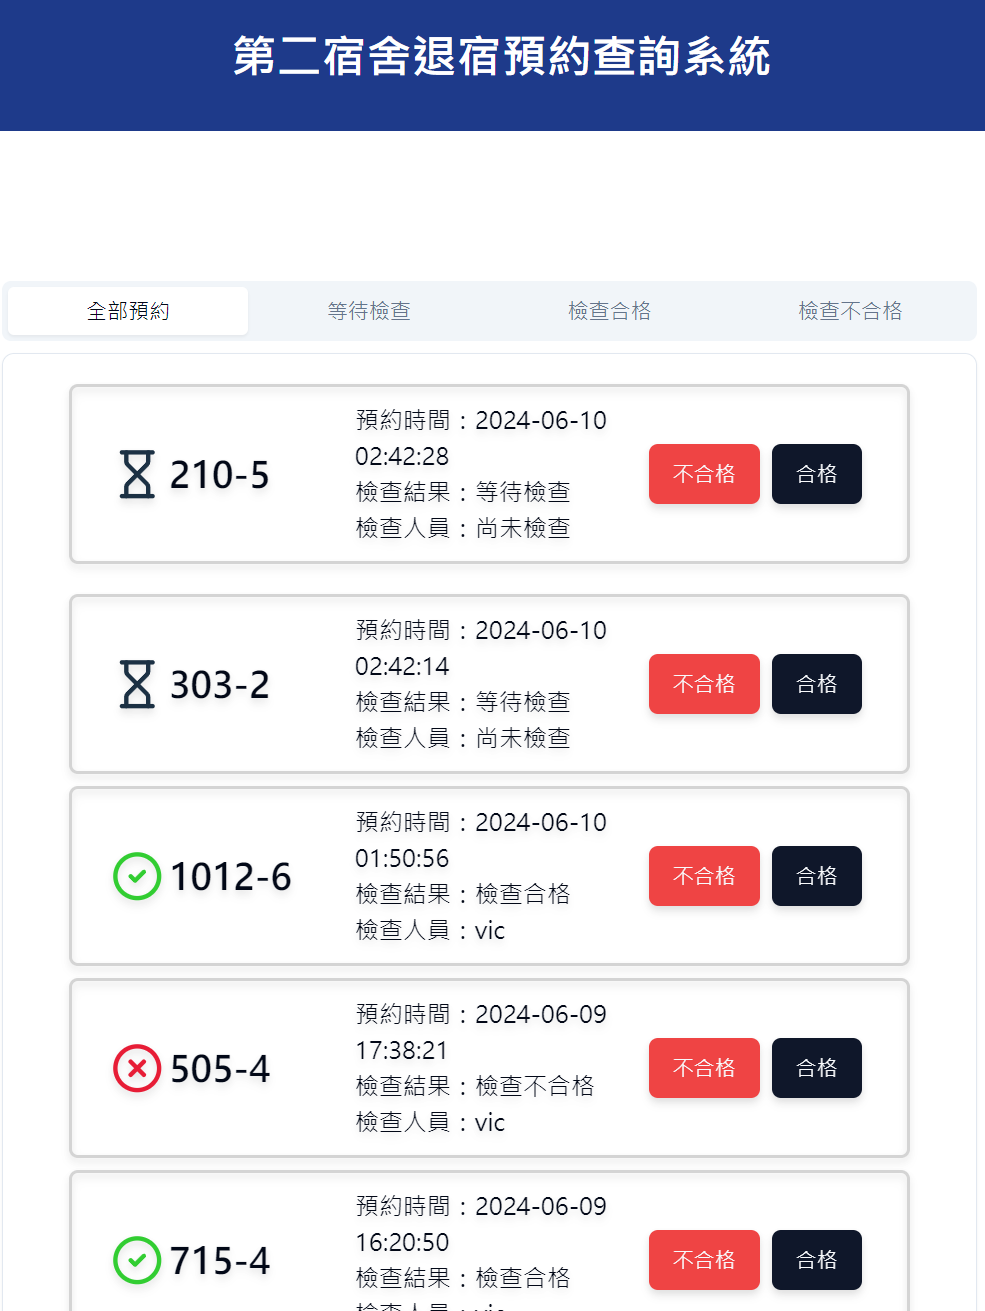 第二宿舍退宿預約查詢系統
全部預約
等待檢查
檢查合格
檢查不合格
210-5
預約時間：2024-06-10
02:42:28
檢查結果：等待檢查
檢查人員：尚未檢查
不合格
合格
303-2
預約時間：2024-06-10
02:42:14
檢查結果：等待檢查
檢查人員：尚未檢查
不合格
合格
1012-6
預約時間：2024-06-10
01:50:56
檢查結果：檢查合格
檢查人員：vic
不合格
合格
505-4
預約時間：2024-06-09
17:38:21
檢查結果：檢查不合格
檢查人員：vic
不合格
合格
715-4
預約時間：2024-06-09
16:20:50
檢查結果：檢查合格
檢查人員：vic
不合格
合格